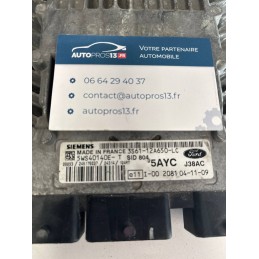 AUTOPROS13.FR
Votre partenaire
automobile
06 64 29 40 37
contact@autopros13.fr
autopros13.fr
SIEMENS
MADE IN FRANCE 3S61-12A650-LC
5WS40140E-T SID 804
Ford
5AYC J38AC
e11 1-00 2081 04-11-09